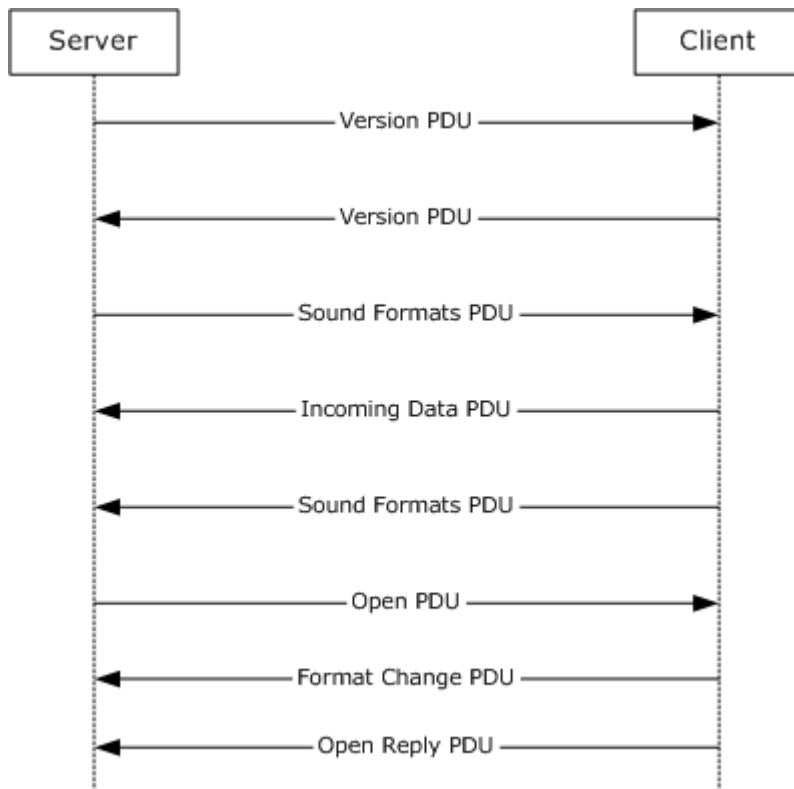 Server
Client
Version PDU
Version PDU
Sound Formats PDU
Incoming Data PDU
Sound Formats PDU
Open PDU
Format Change PDU
Open Reply PDU